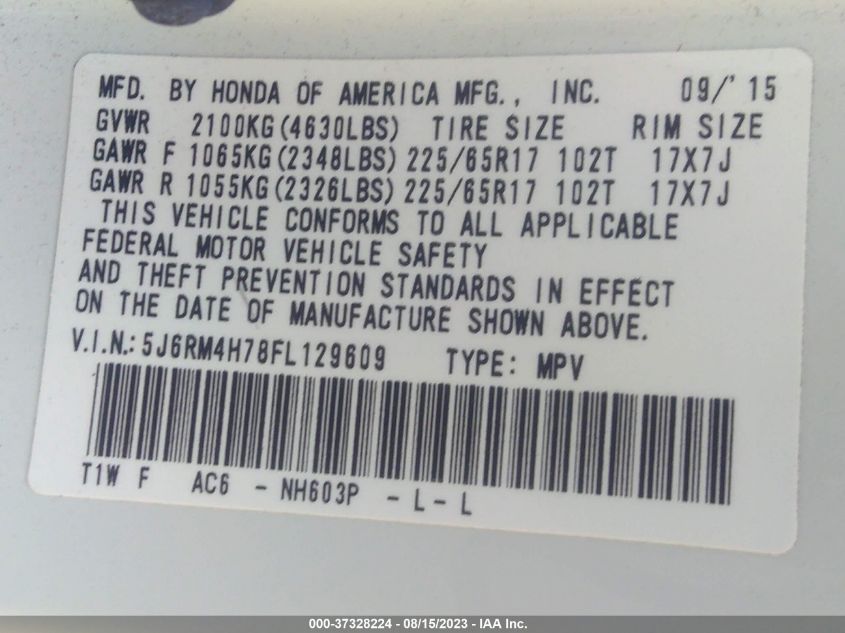 MFD. BY HONDA OF AMERICA MFG., INC. 09/'15
GVWR 2100KG(4630LBS) TIRE SIZE RIM SIZE
GAWR F 1065KG(2348LBS) 225/65R17 102T 17X7J
GAWR R 1055KG(2326LBS) 225/65R17 102T 17X7J
THIS VEHICLE CONFORMS TO ALL APPLICABLE
FEDERAL MOTOR VEHICLE SAFETY
AND THEFT PREVENTION STANDARDS IN EFFECT
ON THE DATE OF MANUFACTURE SHOWN ABOVE.
V.I.N.: 5J6RM4H78FL129609 TYPE: MPV
T1W F AC6 - NH603P - L - L
000-37328224 - 08/15/2023 - IAA Inc.